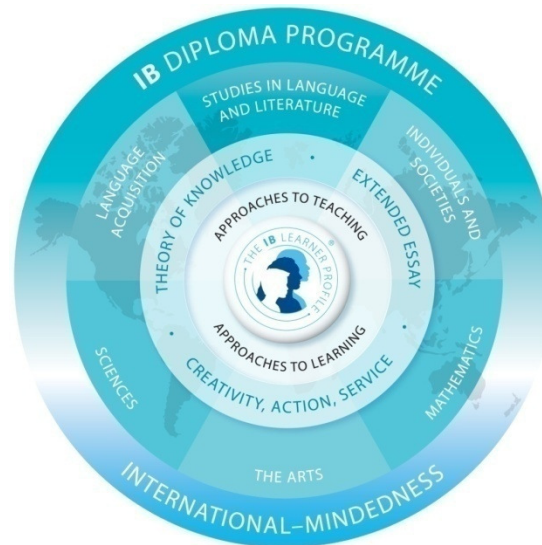 IB DIPLOMA PROGRAMME
STUDIES IN LANGUAGE
AND LITERATURE
LANGUAGE
ACQUISITION
INDIVIDUALS AND
SOCIETIES
THEORY OF KNOWLEDGE
EXTENDED ESSAY
APPROACHES TO TEACHING
THE IB LEARNER PROFILE ®
APPROACHES TO LEARNING
CREATIVITY, ACTION, SERVICE
SCIENCES
MATHEMATICS
THE ARTS
INTERNATIONAL–MINDEDNESS